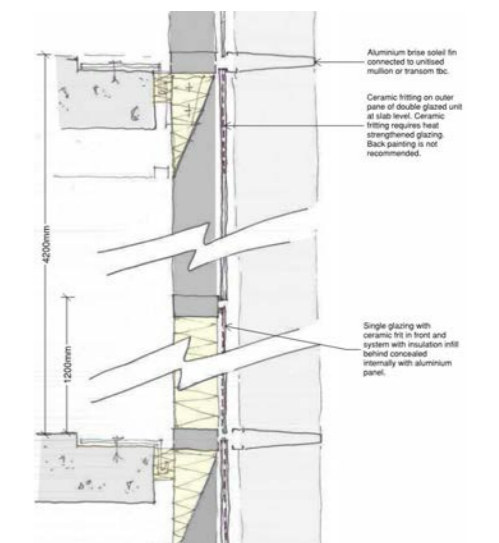 Aluminium brise soleil fin
connected to unitised
mullion or transom tbc.
Ceramic fritting on outer
pane of double glazed unit
at slab level. Ceramic
fritting requires heat
strengthened glazing.
Back painting is not
recommended.
4200mm
1200mm
Single glazing with
ceramic frit in front and
system with insulation infill
behind concealed
internally with aluminium
panel.